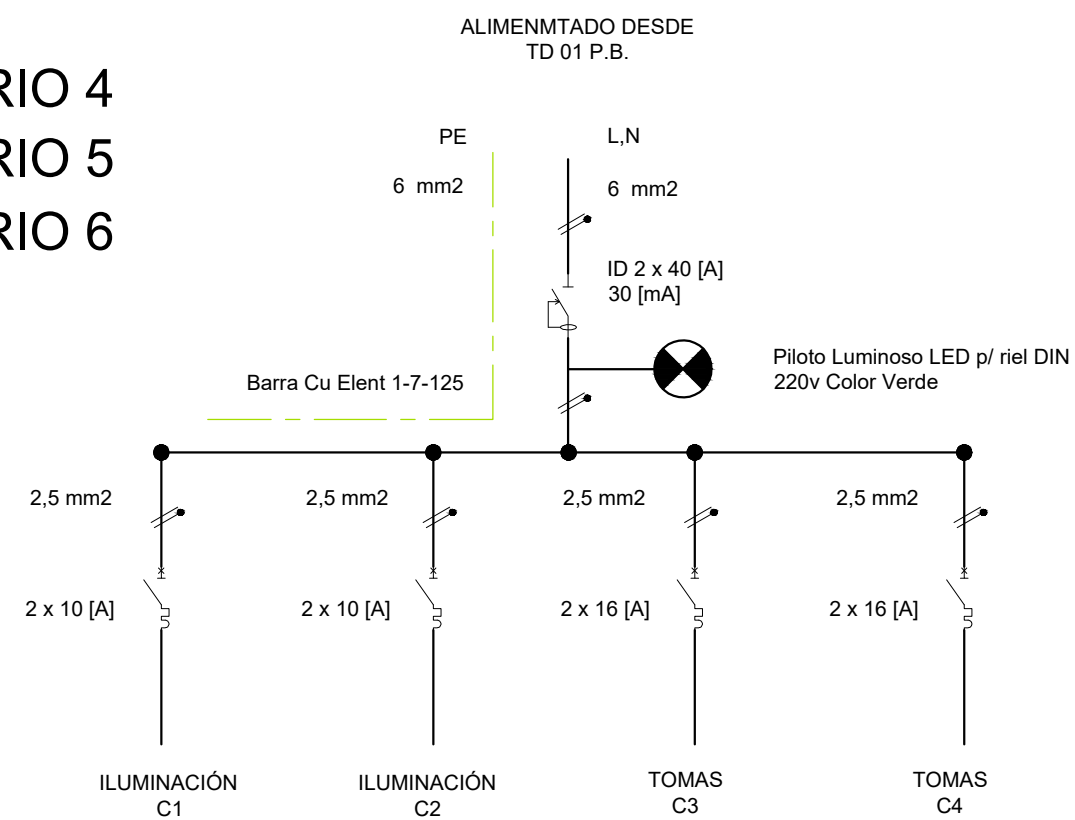 ALIMENMTADO DESDE
TD 01 P.B.
RIO 4
RIO 5
RIO 6
PE
L,N
6 mm2
6 mm2
ID 2 x 40 [A]
30 [mA]
Piloto Luminoso LED p/ riel DIN
220v Color Verde
Barra Cu Elent 1-7-125
2,5 mm2
2,5 mm2
2,5 mm2
2,5 mm2
2 x 10 [A]
2 x 10 [A]
2 x 16 [A]
2 x 16 [A]
ILUMINACIÓN
C1
ILUMINACIÓN
C2
TOMAS
C3
TOMAS
C4